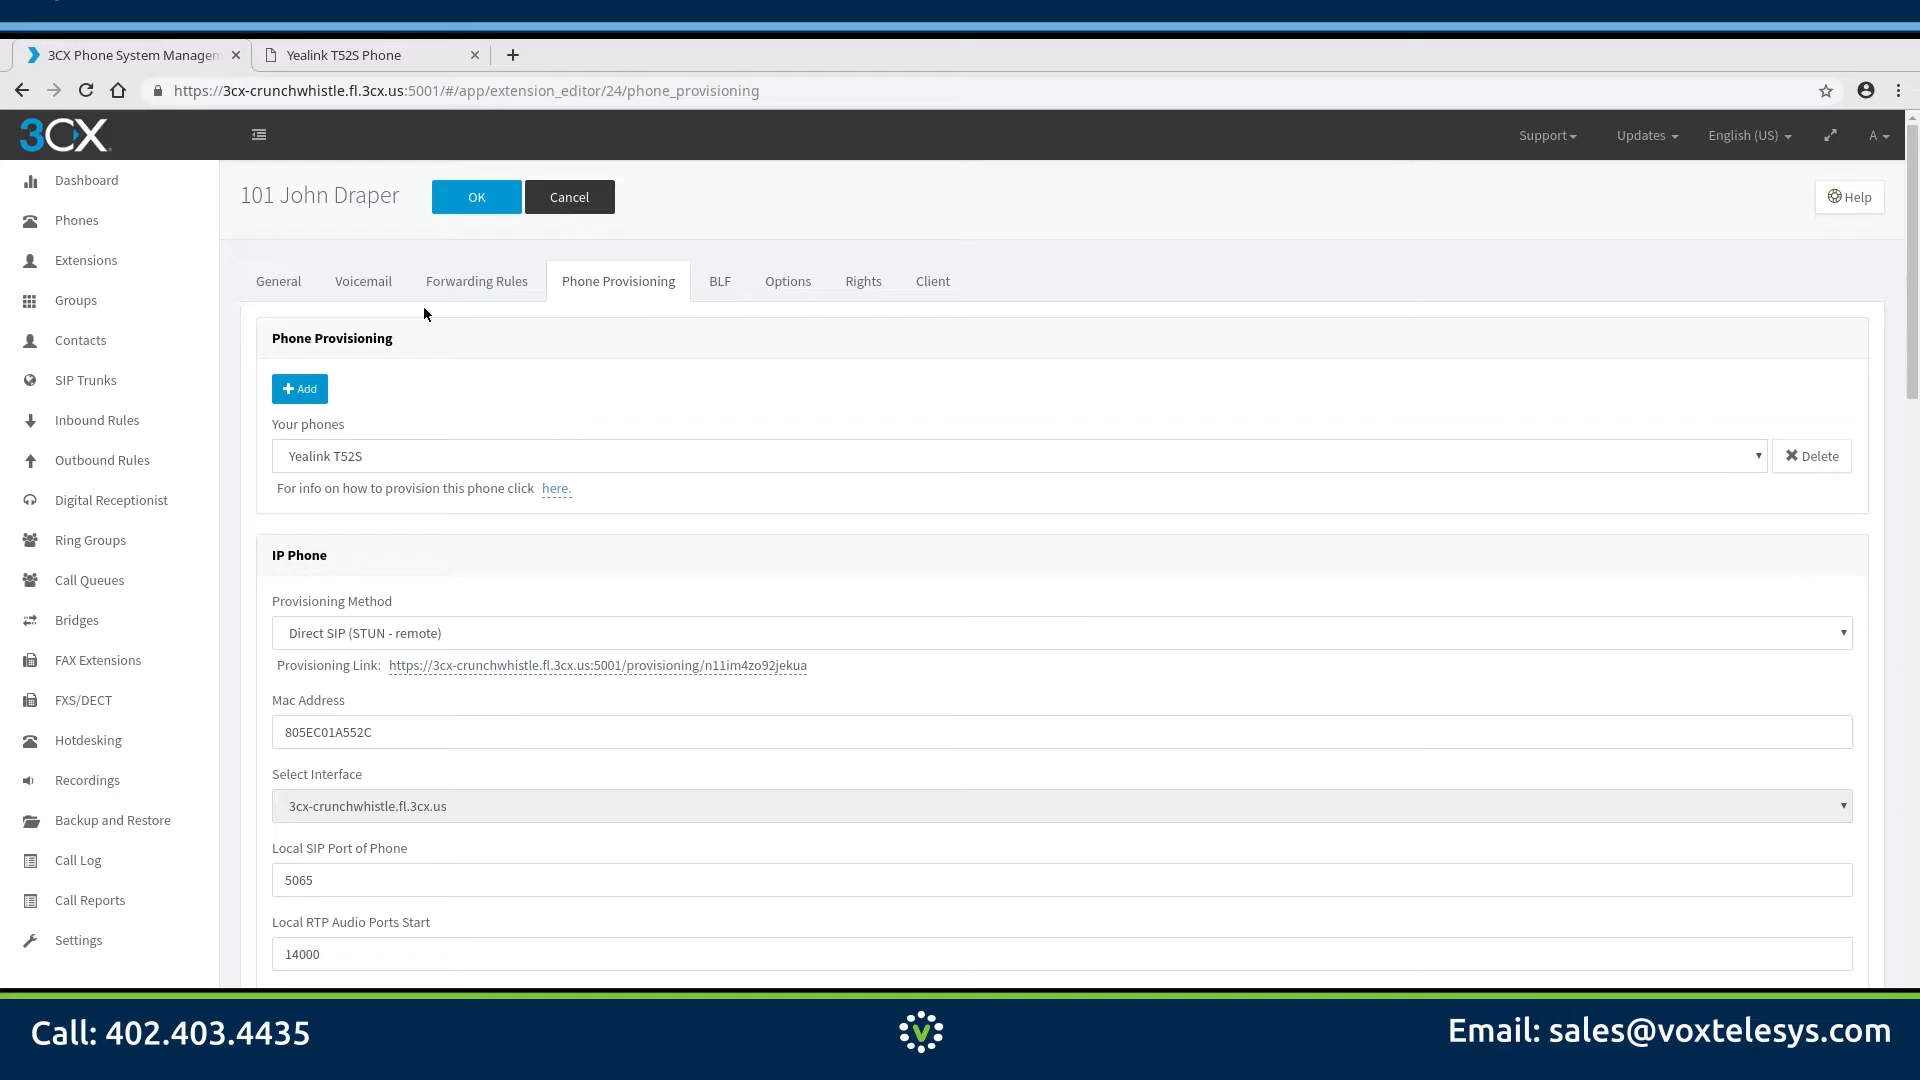 3CX Phone System Managem
Yealink T52S Phone
https://3cx-crunchwhistle.fl.3cx.us:5001/#/app/extension_editor/24/phone_provisioning
3CX
Support
Updates
English (US)
A
Dashboard
Phones
Extensions
Groups
Contacts
SIP Trunks
Inbound Rules
Outbound Rules
Digital Receptionist
Ring Groups
Call Queues
Bridges
FAX Extensions
FXS/DECT
Hotdesking
Recordings
Backup and Restore
Call Log
Call Reports
Settings
101 John Draper
OK
Cancel
Help
General
Voicemail
Forwarding Rules
Phone Provisioning
BLF
Options
Rights
Client
Phone Provisioning
Add
Your phones
Yealink T52S
Delete
For info on how to provision this phone click here.
IP Phone
Provisioning Method
Direct SIP (STUN - remote)
Provisioning Link: https://3cx-crunchwhistle.fl.3cx.us:5001/provisioning/n11im4zo92jekua
Mac Address
805EC01A552C
Select Interface
3cx-crunchwhistle.fl.3cx.us
Local SIP Port of Phone
5065
Local RTP Audio Ports Start
14000
Call: 402.403.4435
V
Email: sales@voxtelesys.com